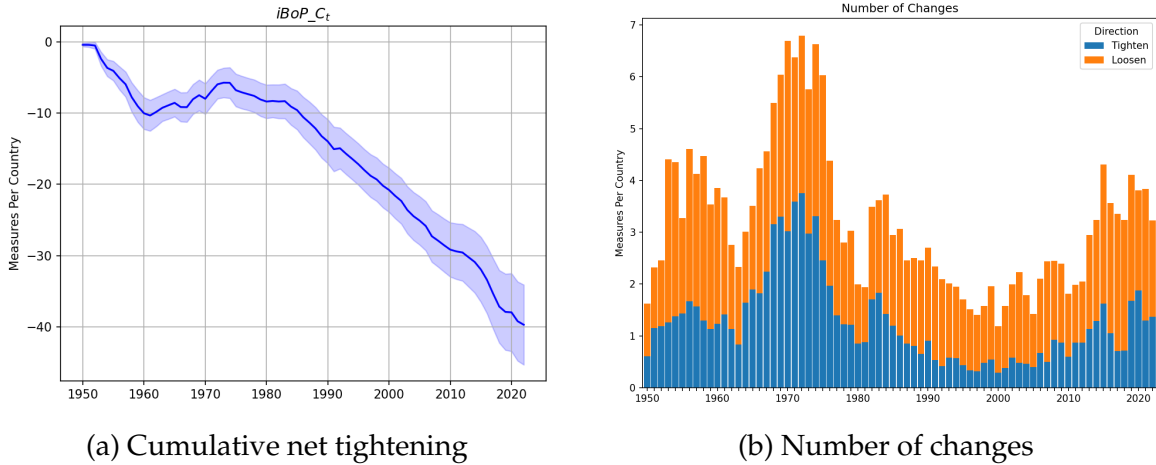 iBoP_C_t
Measures Per Country
0
−10
−20
−30
−40
1950 1960 1970 1980 1990 2000 2010 2020
(a) Cumulative net tightening
Number of Changes
Measures Per Country
7
6
5
4
3
2
1
0
Direction
Tighten
Loosen
1950 1960 1970 1980 1990 2000 2010 2020
(b) Number of changes